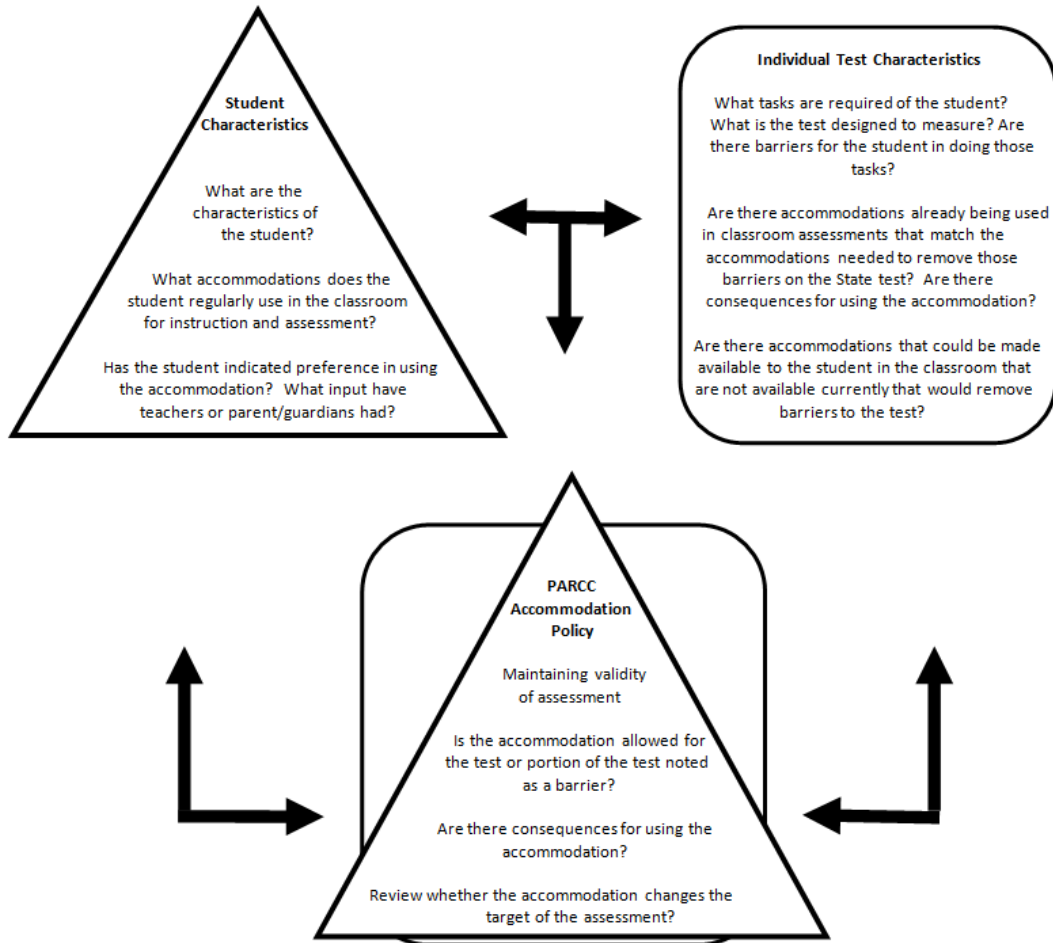 Student
Characteristics
What are the
characteristics of
the student?
What accommodations does the
student regularly use in the classroom
for instruction and assessment?
Has the student indicated preference in using
the accommodation?  What input have
teachers or parent/guardians had?
Individual Test Characteristics
What tasks are required of the student?
What is the test designed to measure? Are
there barriers for the student in doing those
tasks?
Are there accommodations already being used
in classroom assessments that match the
accommodations needed to remove those
barriers on the State test?  Are there
consequences for using the accommodation?
Are there accommodations that could be made
available to the student in the classroom that
are not available currently that would remove
barriers to the test?
PARCC
Accommodation
Policy
Maintaining validity
of assessment
Is the accommodation allowed for
the test or portion of the test noted
as a barrier?
Are there consequences for using the
accommodation?
Review whether the accommodation changes the
target of the assessment?